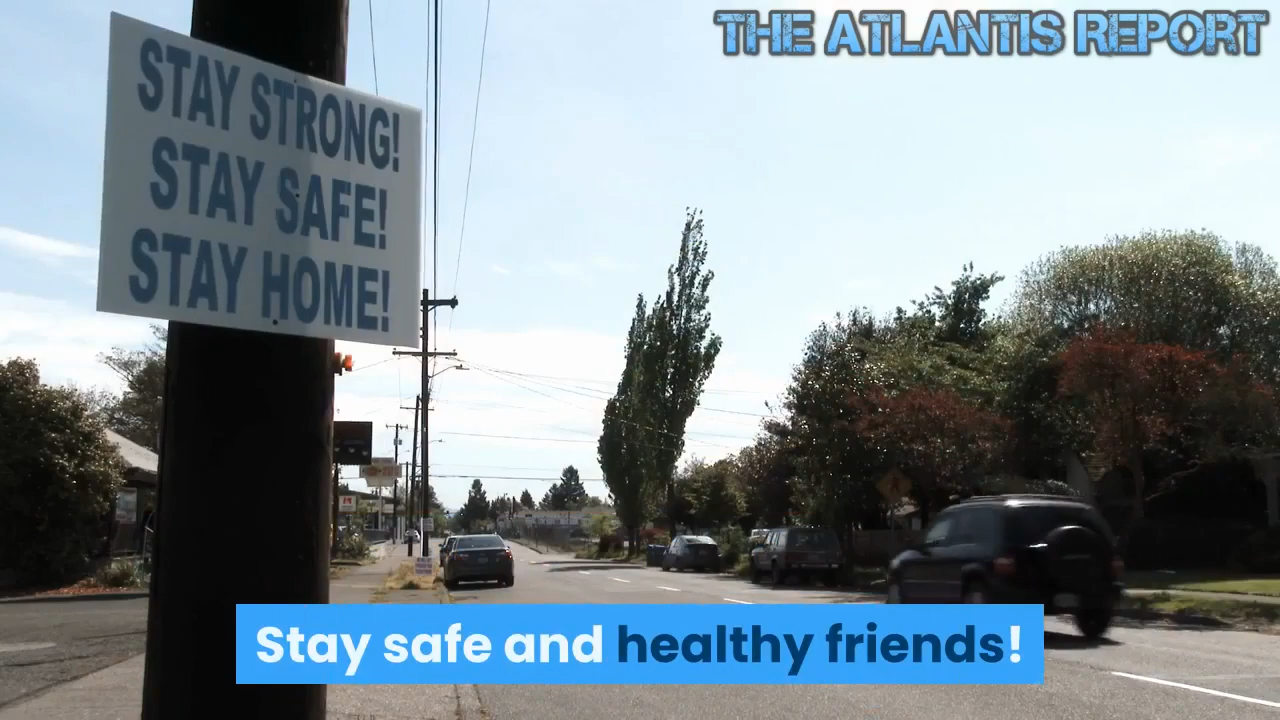 THE ATLANTIS REPORT
STAY STRONG!
STAY SAFE!
STAY HOME!
Stay safe and healthy friends!